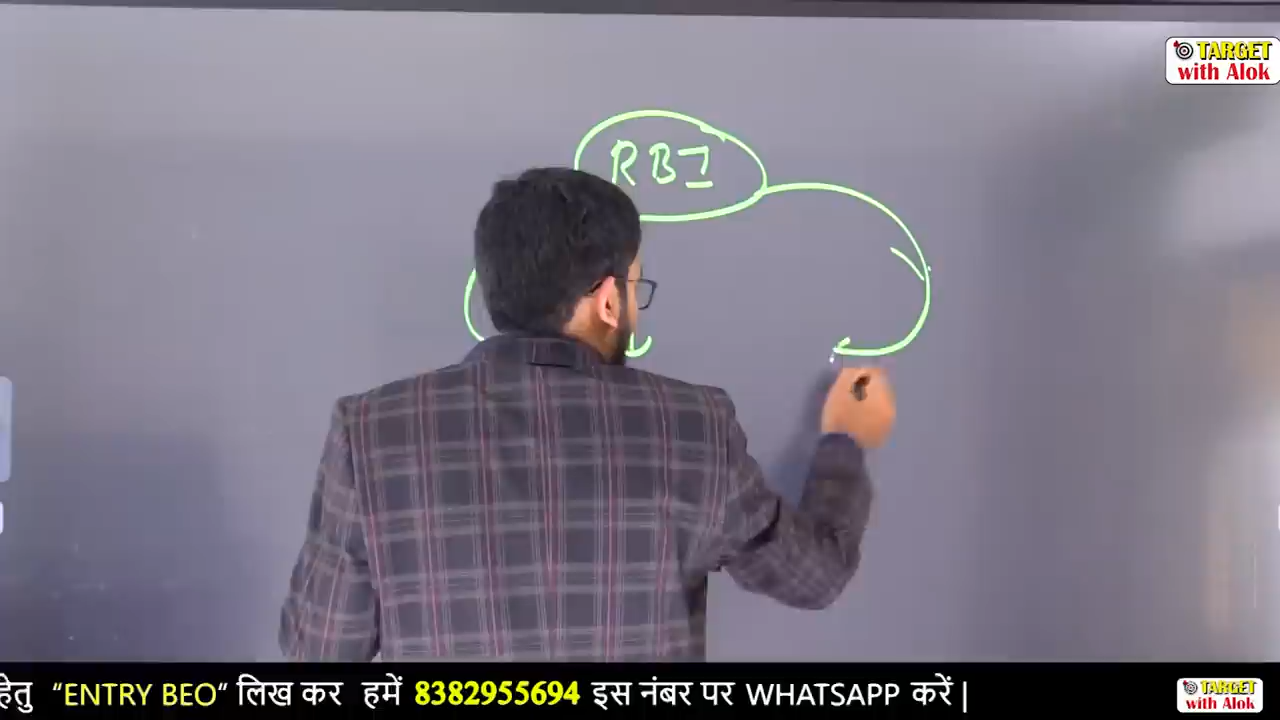 TARGET
with Alok
RBI
हेतु “ENTRY BEO” लिख कर हमें 8382955694 इस नंबर पर WHATSAPP करें |
TARGET
with Alok